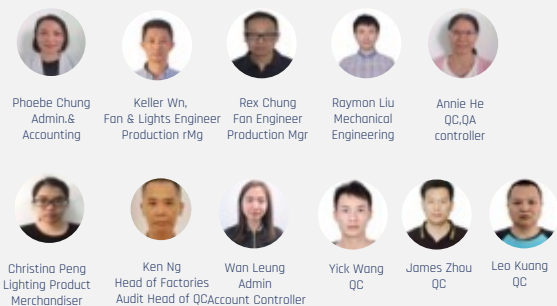 Phoebe Chung
Admin.&
Accounting
Keller Wn,
Fan & Lights Engineer
Production rMg
Rex Chung
Fan Engineer
Production Mgr
Raymon Liu
Mechanical
Engineering
Annie He
QC,QA
controller
Christina Peng
Lighting Product
Merchandiser
Ken Ng
Head of Factories
Audit Head of QC
Wan Leung
Admin
Account Controller
Yick Wang
QC
James Zhou
QC
Leo Kuang
QC